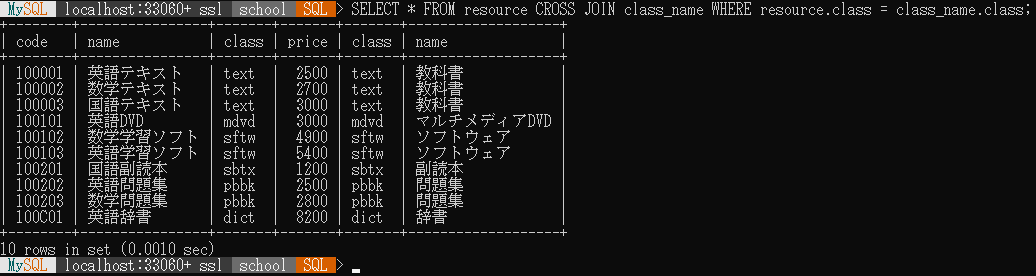 MySQL localhost:33060+ ssl school SQL > SELECT * FROM resource CROSS JOIN class_name WHERE resource.class = class_name.class;
+--------+------------------+-------+-------+-------+-------------------+
| code   | name             | class | price | class | name              |
+--------+------------------+-------+-------+-------+-------------------+
| 100001 | 英語テキスト | text | 2500 | text | 教科書 |
| 100002 | 数学テキスト | text | 2700 | text | 教科書 |
| 100003 | 国語テキスト | text | 3000 | text | 教科書 |
| 100101 | 英語DVD | mdvd | 3000 | mdvd | マルチメディアDVD |
| 100102 | 数学学習ソフト | sftw | 4900 | sftw | ソフトウェア |
| 100103 | 英語学習ソフト | sftw | 5400 | sftw | ソフトウェア |
| 100201 | 国語副読本 | sbtx | 1200 | sbtx | 副読本 |
| 100202 | 英語問題集 | pbbk | 2500 | pbbk | 問題集 |
| 100203 | 数学問題集 | pbbk | 2800 | pbbk | 問題集 |
| 100C01 | 英語辞書 | dict | 8200 | dict | 辞書 |
+--------+------------------+-------+-------+-------+-------------------+
10 rows in set (0.0010 sec)
MySQL localhost:33060+ ssl school SQL >